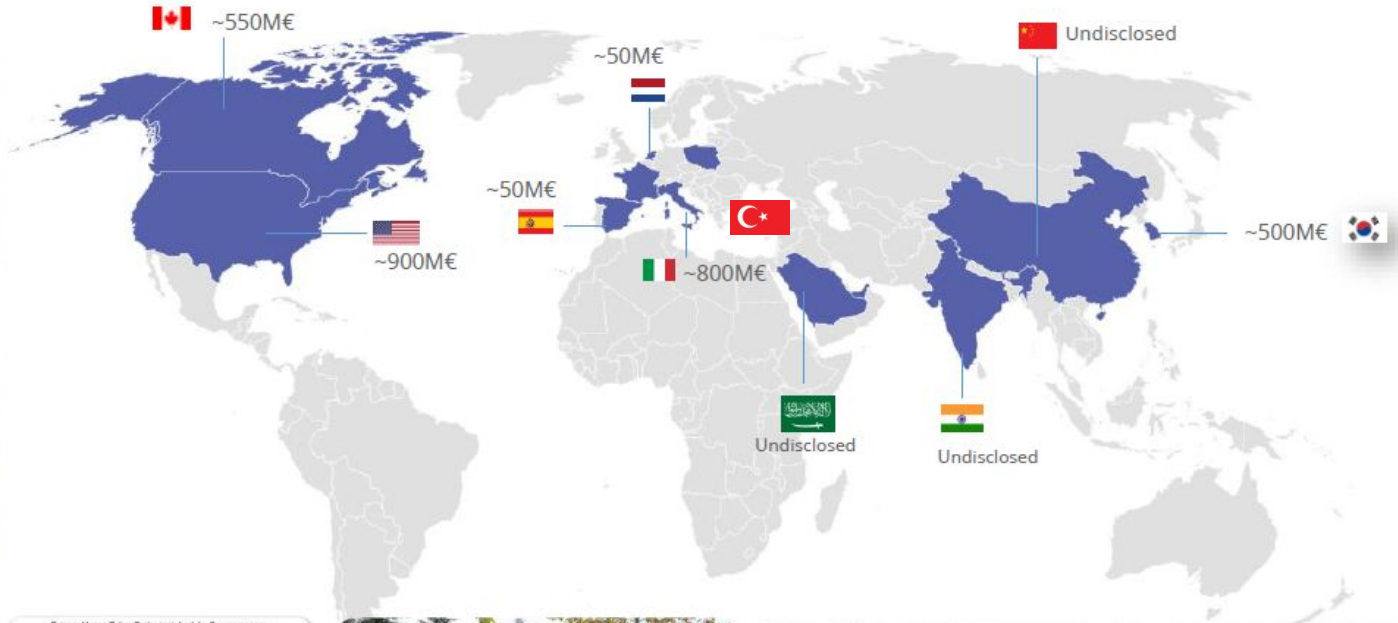 ~550M€
Undisclosed
~50M€
~50M€
~900M€
~800M€
~500M€
Undisclosed
Undisclosed